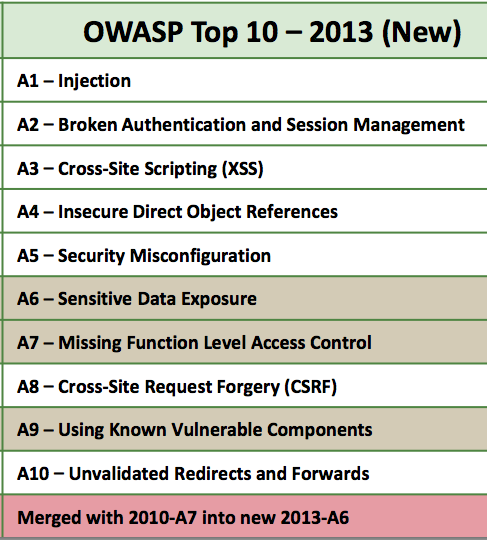 OWASP Top 10 – 2013 (New)
A1 – Injection
A2 – Broken Authentication and Session Management
A3 – Cross-Site Scripting (XSS)
A4 – Insecure Direct Object References
A5 – Security Misconfiguration
A6 – Sensitive Data Exposure
A7 – Missing Function Level Access Control
A8 – Cross-Site Request Forgery (CSRF)
A9 – Using Known Vulnerable Components
A10 – Unvalidated Redirects and Forwards
Merged with 2010-A7 into new 2013-A6